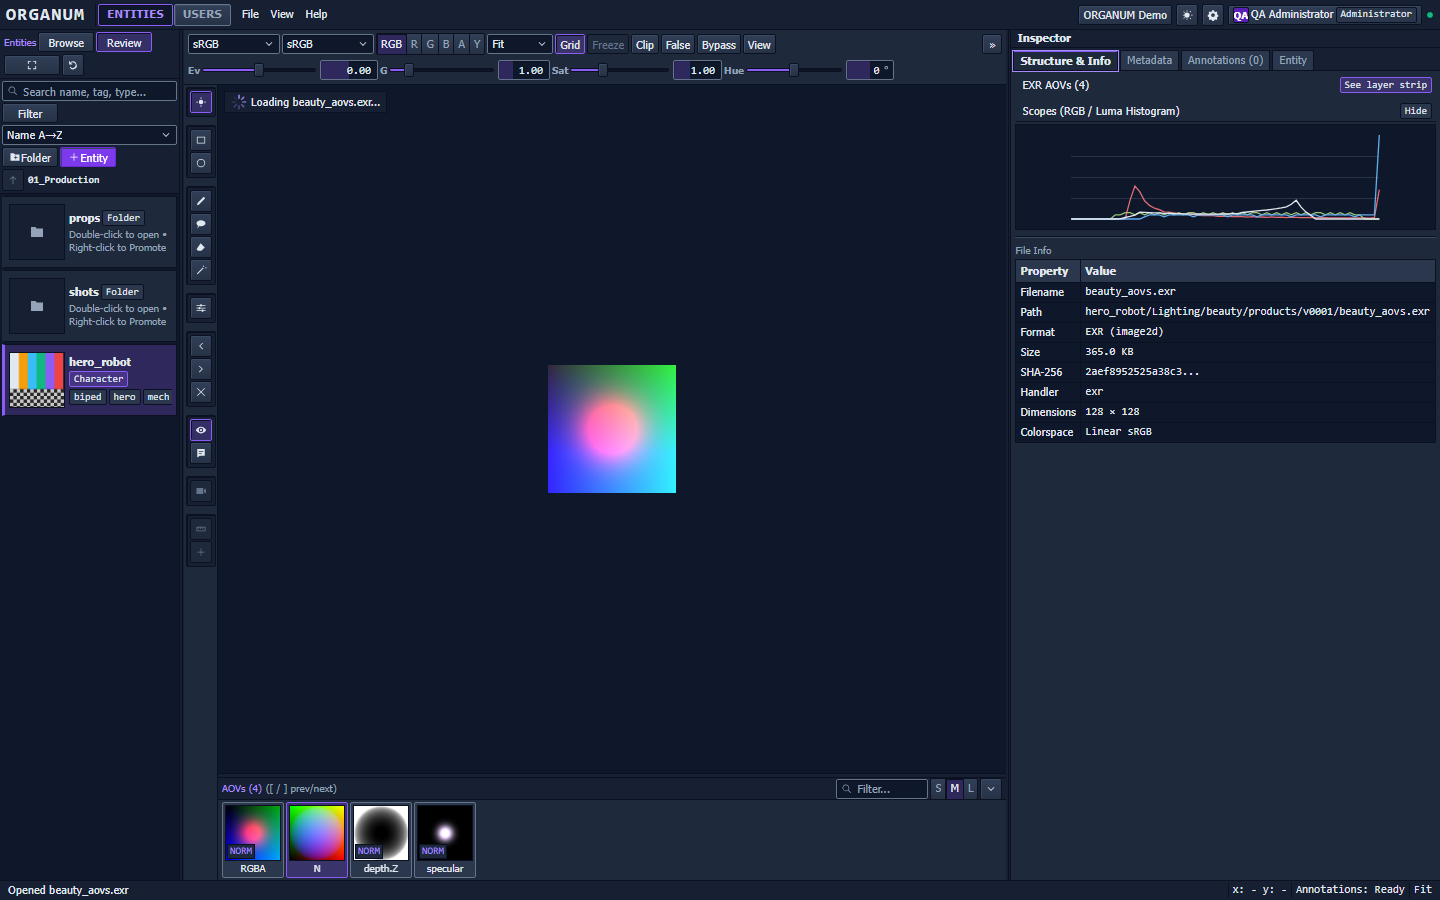 ORGANUM ENTITIES USERS File View Help ORGANUM Demo QA QA Administrator Administrator
Entities Browse Review
Search name, tag, type...
Filter
Name A→Z
Folder + Entity
01_Production
props Folder
Double-click to open •
Right-click to Promote
shots Folder
Double-click to open •
Right-click to Promote
hero_robot
Character
biped hero mech
sRGB sRGB RGB R G B A Y Fit Grid Freeze Clip False Bypass View »
Ev 0.00 G 1.00 Sat 1.00 Hue 0 °
Loading beauty_aovs.exr...
AOVs (4) ([ / ] prev/next) Filter... S M L
NORM NORM NORM
RGBA N depth.Z specular
Inspector
Structure & Info Metadata Annotations (0) Entity
EXR AOVs (4) See layer strip
Scopes (RGB / Luma Histogram) Hide
File Info
Property Value
Filename beauty_aovs.exr
Path hero_robot/Lighting/beauty/products/v0001/beauty_aovs.exr
Format EXR (image2d)
Size 365.0 KB
SHA-256 2aef8952525a38c3...
Handler exr
Dimensions 128 × 128
Colorspace Linear sRGB
Opened beauty_aovs.exr x: - y: - Annotations: Ready Fit